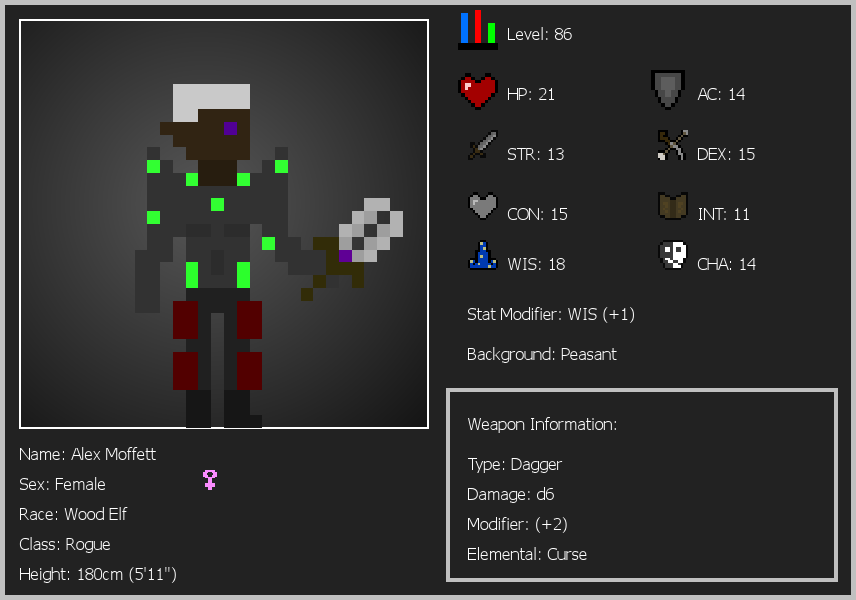 Level: 86
HP: 21
AC: 14
STR: 13
DEX: 15
CON: 15
INT: 11
WIS: 18
CHA: 14
Stat Modifier: WIS (+1)
Background: Peasant
Weapon Information:
Type: Dagger
Damage: d6
Modifier: (+2)
Elemental: Curse
Name: Alex Moffett
Sex: Female
Race: Wood Elf
Class: Rogue
Height: 180cm (5'11")